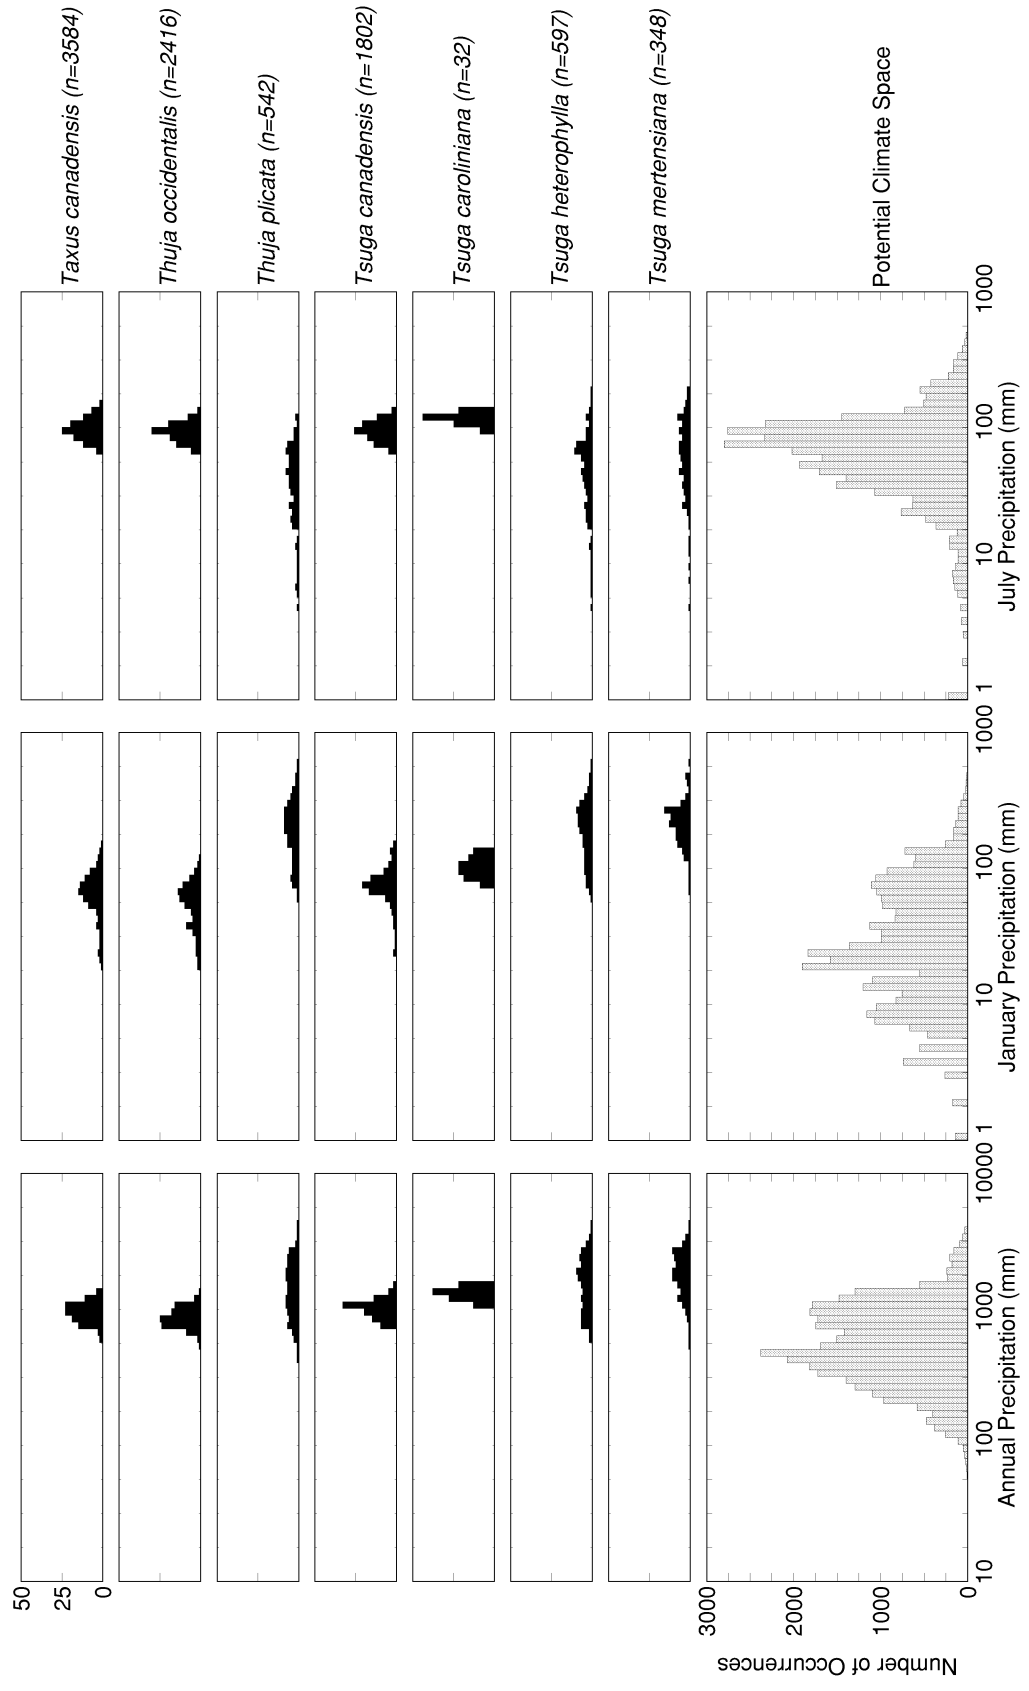 50
25
0
Taxus canadensis (n=3584)
Thuja occidentalis (n=2416)
Thuja plicata (n=542)
Tsuga canadensis (n=1802)
Tsuga caroliniana (n=32)
Tsuga heterophylla (n=597)
Tsuga mertensiana (n=348)
Potential Climate Space
3000
2000
1000
0
Number of Occurrences
10
100
1000
10000
Annual Precipitation (mm)
1
10
100
1000
January Precipitation (mm)
1
10
100
1000
July Precipitation (mm)